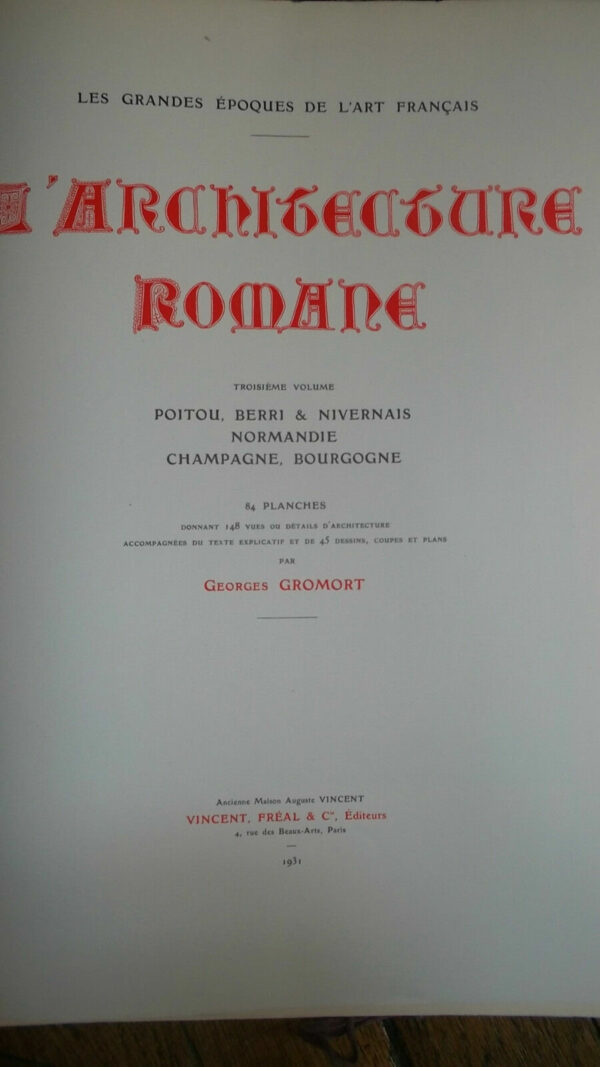 LES GRANDES ÉPOQUES DE L'ART FRANÇAIS
L'ARCHITECTURE
ROMANE
TROISIÈME VOLUME
POITOU, BERRI & NIVERNAIS
NORMANDIE
CHAMPAGNE, BOURGOGNE
84 PLANCHES
DONNANT 148 VUES OU DÉTAILS D'ARCHITECTURE
ACCOMPAGNÉES DU TEXTE EXPLICATIF ET DE 45 DESSINS, COUPES ET PLANS
PAR
GEORGES GROMORT
Ancienne Maison Auguste VINCENT
VINCENT, FRÉAL & Cie, Éditeurs
4, rue des Beaux-Arts, Paris
1931